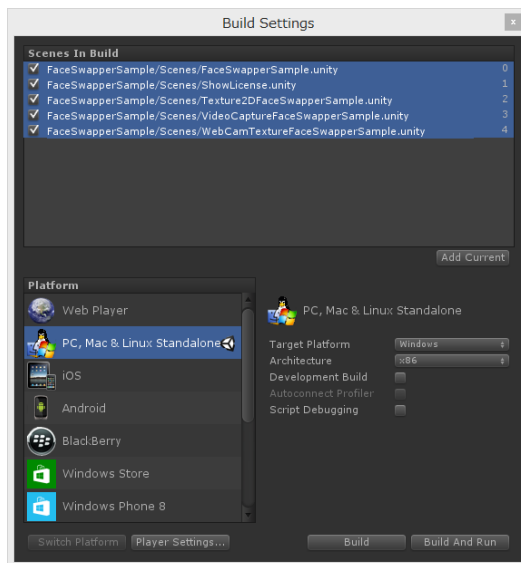 Build Settings
x
Scenes In Build
FaceSwapperSample/Scenes/FaceSwapperSample.unity 0
FaceSwapperSample/Scenes/ShowLicense.unity 1
FaceSwapperSample/Scenes/Texture2DFaceSwapperSample.unity 2
FaceSwapperSample/Scenes/VideoCaptureFaceSwapperSample.unity 3
FaceSwapperSample/Scenes/WebCamTextureFaceSwapperSample.unity 4
Add Current
Platform
Web Player
PC, Mac & Linux Standalone
iOS
Android
BlackBerry
Windows Store
Windows Phone 8
PC, Mac & Linux Standalone
Target Platform Windows
Architecture x86
Development Build
Autoconnect Profiler
Script Debugging
Switch Platform Player Settings... Build Build And Run